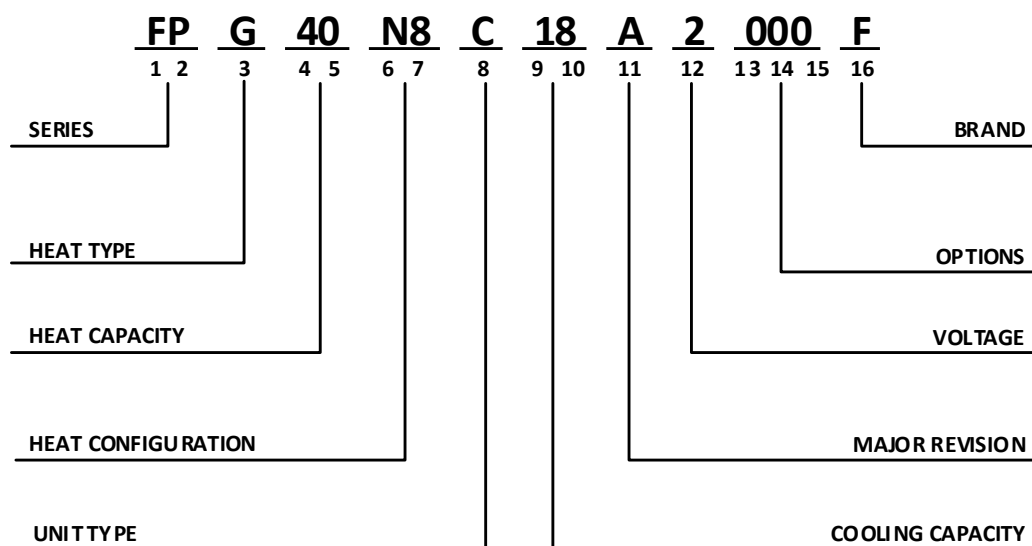 FP G 40 N8 C 18 A 2 000 F
1 2 3 4 5 6 7 8 9 10 11 12 13 14 15 16
SERIES BRAND
HEAT TYPE OPTIONS
HEAT CAPACITY VOLTAGE
HEAT CONFIGURATION MAJOR REVISION
UNIT TYPE COOLING CAPACITY